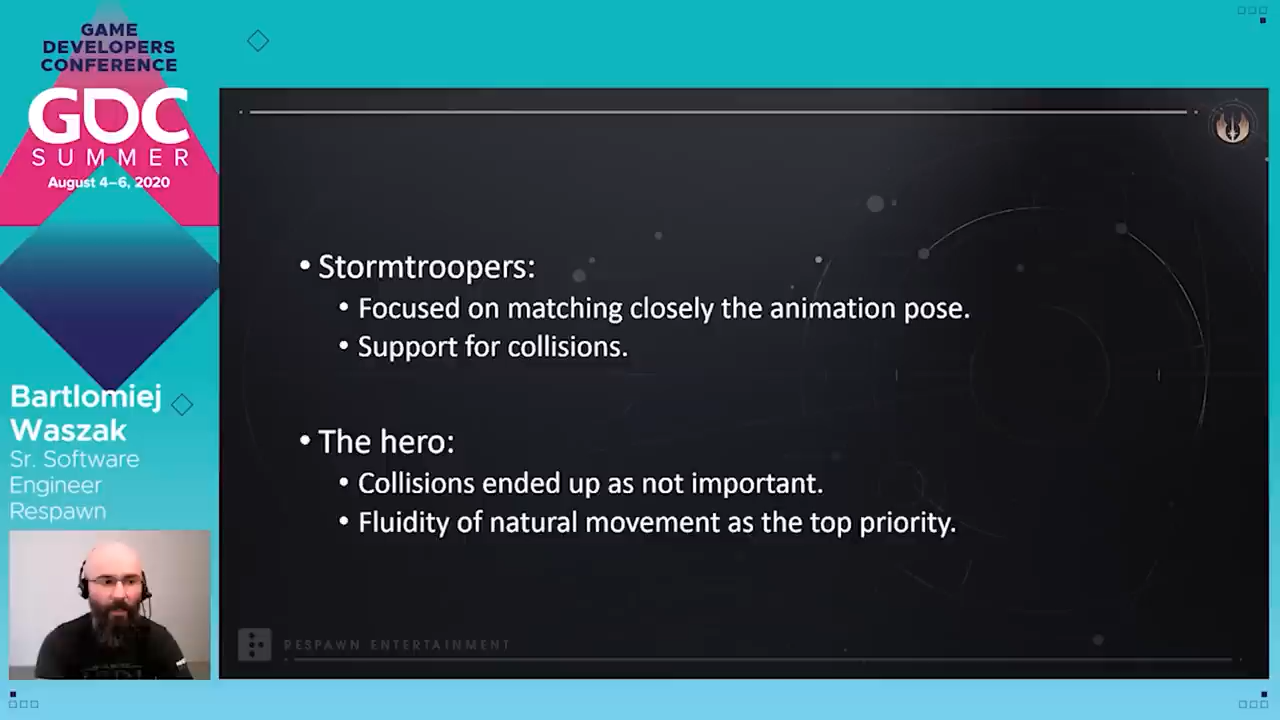 GAME
DEVELOPERS
CONFERENCE
GDC
SUMMER
August 4–6, 2020
Bartlomiej
Waszak
Sr. Software
Engineer
Respawn
• Stormtroopers:
• Focused on matching closely the animation pose.
• Support for collisions.
• The hero:
• Collisions ended up as not important.
• Fluidity of natural movement as the top priority.
RESPAWN ENTERTAINMENT